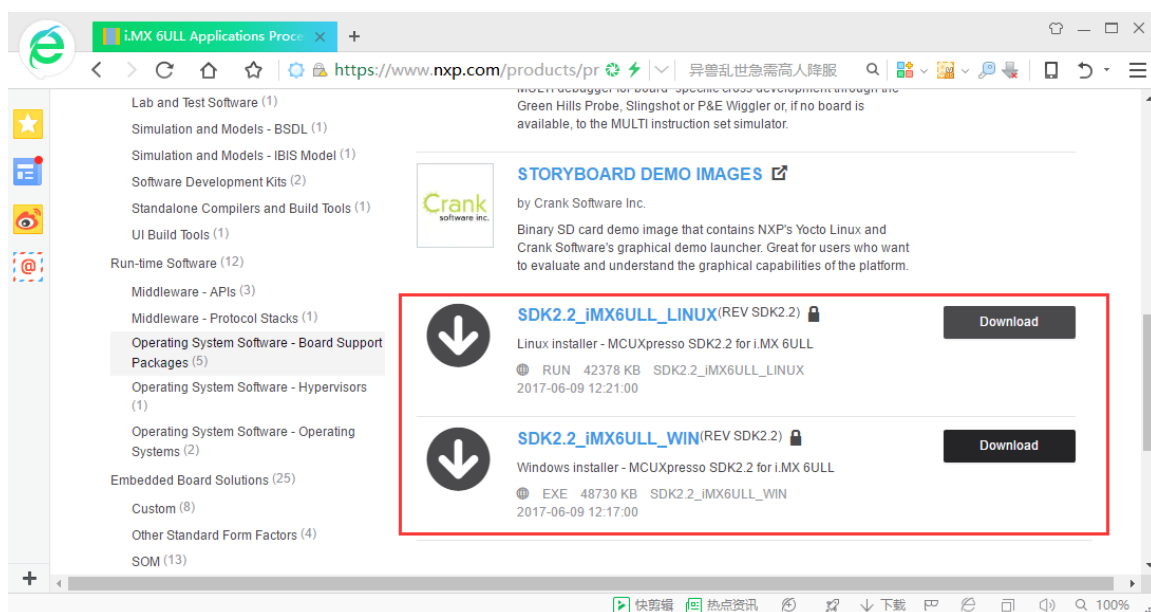 i.MX 6ULL Applications Proce
https://www.nxp.com/products/pr
异兽乱世急需高人降服
Lab and Test Software (1)
Simulation and Models - BSDL (1)
Simulation and Models - IBIS Model (1)
Software Development Kits (2)
Standalone Compilers and Build Tools (1)
UI Build Tools (1)
Run-time Software (12)
Middleware - APIs (3)
Middleware - Protocol Stacks (1)
Operating System Software - Board Support
Packages (5)
Operating System Software - Hypervisors
(1)
Operating System Software - Operating
Systems (2)
Embedded Board Solutions (25)
Custom (8)
Other Standard Form Factors (4)
SOM (13)
MULTI debugger for board-specific cross development through the
Green Hills Probe, Slingshot or P&E Wiggler or, if no board is
available, to the MULTI instruction set simulator.
Crank
software inc.
STORYBOARD DEMO IMAGES
by Crank Software Inc.
Binary SD card demo image that contains NXP's Yocto Linux and
Crank Software's graphical demo launcher. Great for users who want
to evaluate and understand the graphical capabilities of the platform.
SDK2.2_iMX6ULL_LINUX(REV SDK2.2)
Download
Linux installer - MCUXpresso SDK2.2 for i.MX 6ULL
RUN 42378 KB SDK2.2_iMX6ULL_LINUX
2017-06-09 12:21:00
SDK2.2_iMX6ULL_WIN(REV SDK2.2)
Download
Windows installer - MCUXpresso SDK2.2 for i.MX 6ULL
EXE 48730 KB SDK2.2_iMX6ULL_WIN
2017-06-09 12:17:00
快剪辑 热点资讯 下载 100%